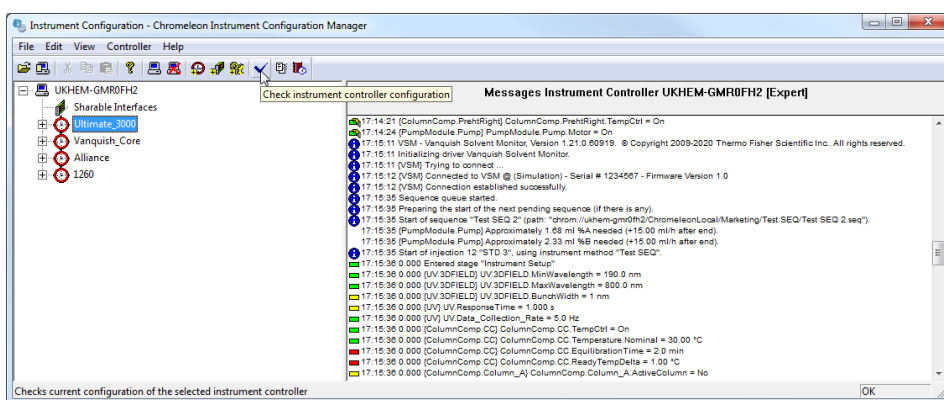 Instrument Configuration - Chromeleon Instrument Configuration Manager
File Edit View Controller Help
UKHEM-GMR0FH2
Sharable Interfaces
Ultimate_3000
Vanquish_Core
Alliance
1260
Check instrument controller configuration
Messages Instrument Controller UKHEM-GMR0FH2 [Expert]
17:14:21 {ColumnComp.PrehtRight} ColumnComp.PrehtRight.TempCtrl = On
17:14:24 {PumpModule.Pump} PumpModule.Pump.Motor = On
17:15:11 VSM - Vanquish Solvent Monitor, Version 1.21.0.60919. © Copyright 2009-2020 Thermo Fisher Scientific Inc.. All rights reserved.
17:15:11 Initializing driver Vanquish Solvent Monitor.
17:15:11 {VSM} Trying to connect ...
17:15:12 {VSM} Connected to VSM @ (Simulation) - Serial # 1234567 - Firmware Version 1.0
17:15:12 {VSM} Connection established successfully.
17:15:35 Sequence queue started.
17:15:35 Preparing the start of the next pending sequence (if there is any).
17:15:35 Start of sequence "Test SEQ 2" (path: "chrom://ukhem-gmr0fh2/ChromeleonLocal/Marketing/Test SEQ/Test SEQ 2.seq").
17:15:35 {PumpModule.Pump} Approximately 1.68 ml %A needed (+15.00 ml/h after end).
17:15:35 {PumpModule.Pump} Approximately 2.33 ml %B needed (+15.00 ml/h after end).
17:15:35 Start of injection 12 "STD 3", using instrument method "Test SEQ".
17:15:36 0.000 Entered stage "Instrument Setup"
17:15:36 0.000 {UV.3DFIELD} UV.3DFIELD.MinWavelength = 190.0 nm
17:15:36 0.000 {UV.3DFIELD} UV.3DFIELD.MaxWavelength = 800.0 nm
17:15:36 0.000 {UV.3DFIELD} UV.3DFIELD.BunchWidth = 1 nm
17:15:36 0.000 {UV} UV.ResponseTime = 1.000 s
17:15:36 0.000 {UV} UV.Data_Collection_Rate = 5.0 Hz
17:15:36 0.000 {ColumnComp.CC} ColumnComp.CC.TempCtrl = On
17:15:36 0.000 {ColumnComp.CC} ColumnComp.CC.Temperature.Nominal = 30.00 °C
17:15:36 0.000 {ColumnComp.CC} ColumnComp.CC.EquilibrationTime = 2.0 min
17:15:36 0.000 {ColumnComp.CC} ColumnComp.CC.ReadyTempDelta = 1.00 °C
17:15:36 0.000 {ColumnComp.Column_A} ColumnComp.Column_A.ActiveColumn = No
Checks current configuration of the selected instrument controller
OK